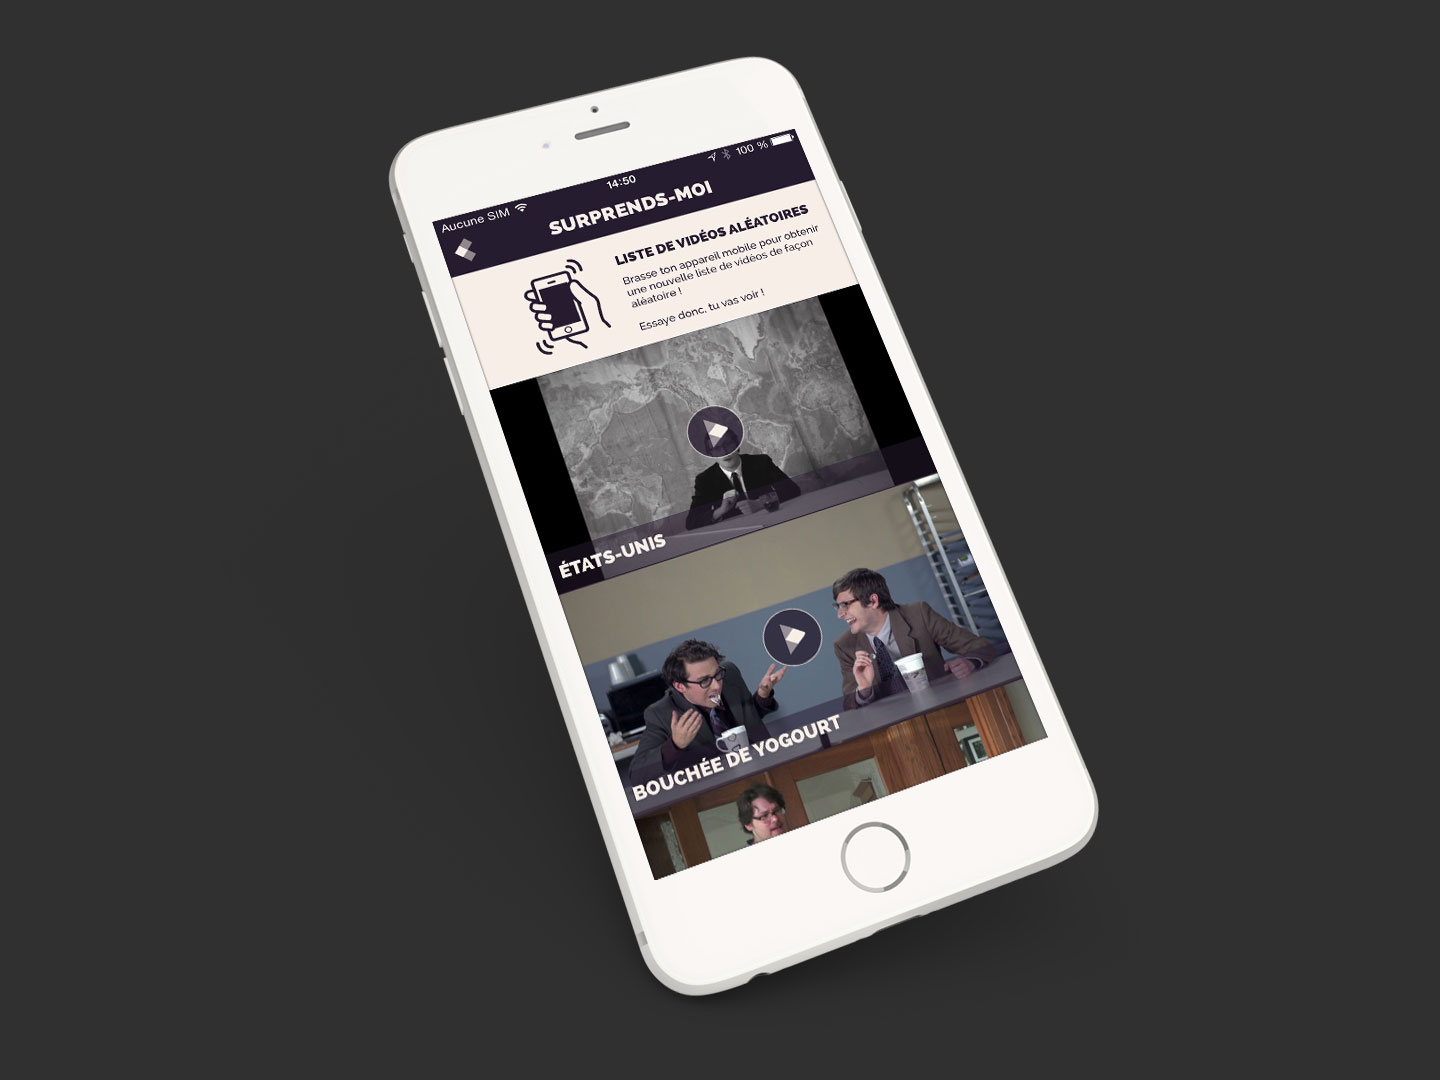 Aucune SIM
14:50
100 %
SURPRENDS-MOI
LISTE DE VIDÉOS ALÉATOIRES
Brasse ton appareil mobile pour obtenir
une nouvelle liste de vidéos de façon
aléatoire !
Essaye donc, tu vas voir !
ÉTATS-UNIS
BOUCHÉE DE YOGOURT